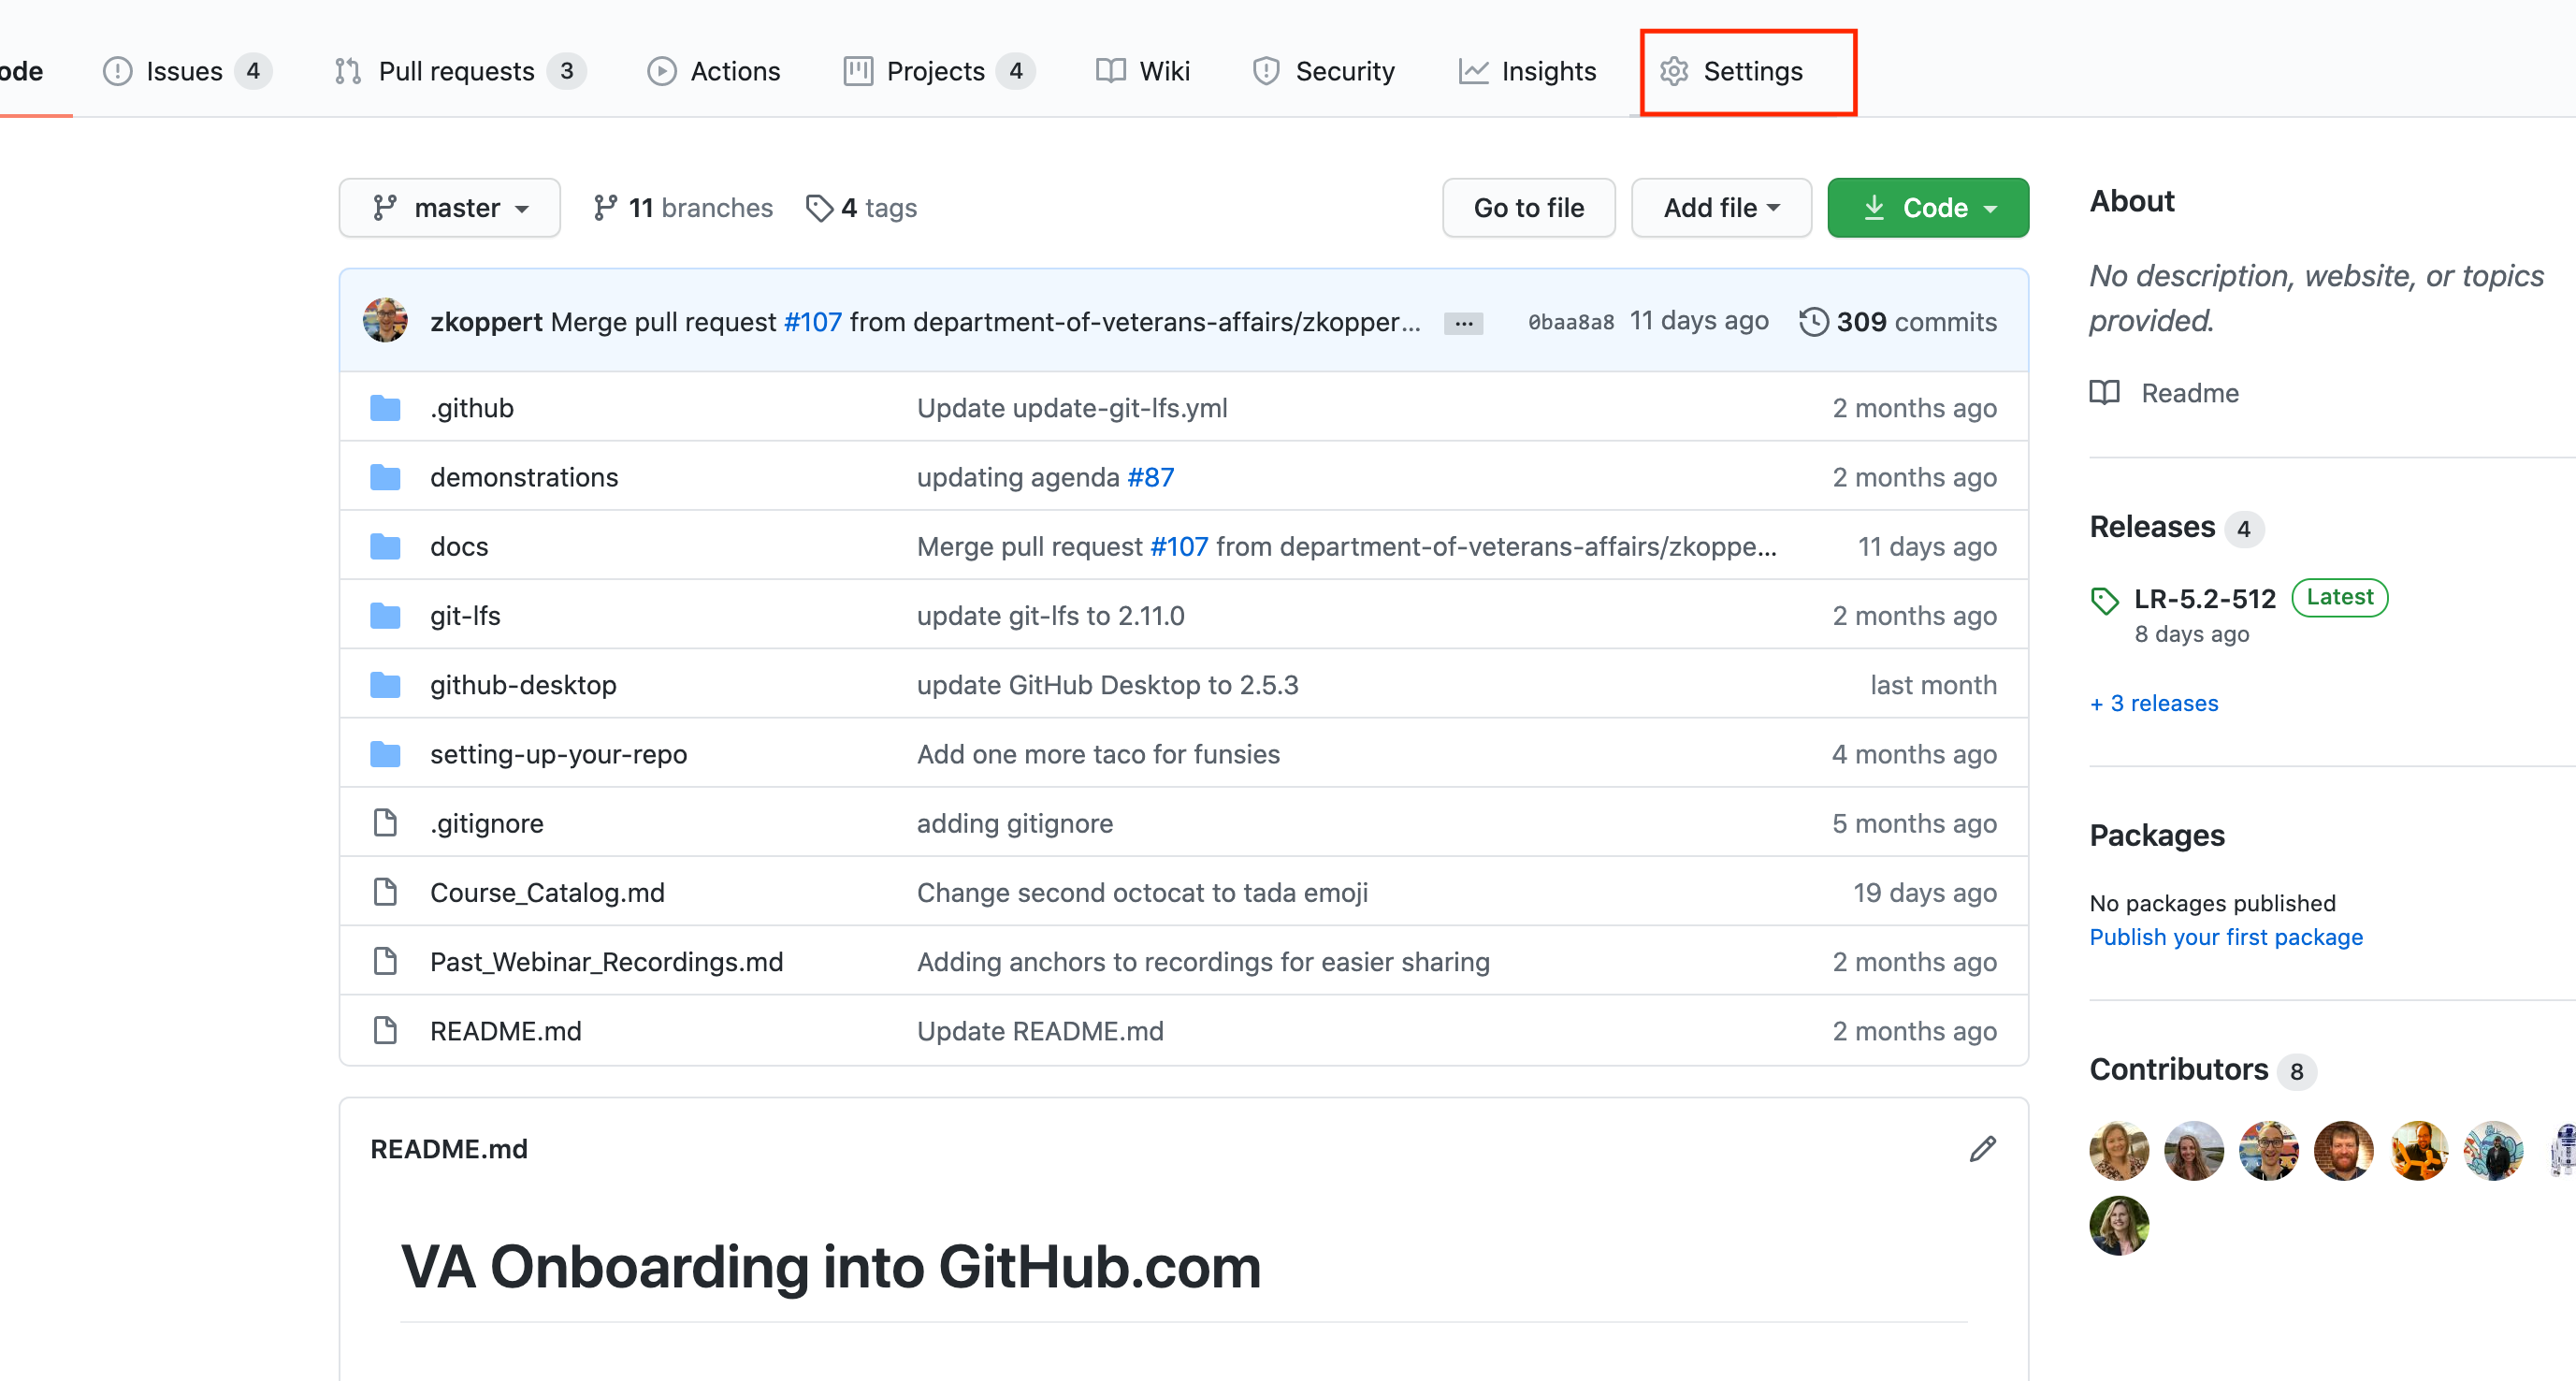 ode Issues 4 Pull requests 3 Actions Projects 4 Wiki Security Insights Settings
master 11 branches 4 tags Go to file Add file Code
zkoppert Merge pull request #107 from department-of-veterans-affairs/zkopper... ... 0baa8a8 11 days ago 309 commits
.github Update update-git-lfs.yml 2 months ago
demonstrations updating agenda #87 2 months ago
docs Merge pull request #107 from department-of-veterans-affairs/zkoppe... 11 days ago
git-lfs update git-lfs to 2.11.0 2 months ago
github-desktop update GitHub Desktop to 2.5.3 last month
setting-up-your-repo Add one more taco for funsies 4 months ago
.gitignore adding gitignore 5 months ago
Course_Catalog.md Change second octocat to tada emoji 19 days ago
Past_Webinar_Recordings.md Adding anchors to recordings for easier sharing 2 months ago
README.md Update README.md 2 months ago
README.md
VA Onboarding into GitHub.com
About
No description, website, or topics
provided.
Readme
Releases 4
LR-5.2-512 Latest
8 days ago
+ 3 releases
Packages
No packages published
Publish your first package
Contributors 8